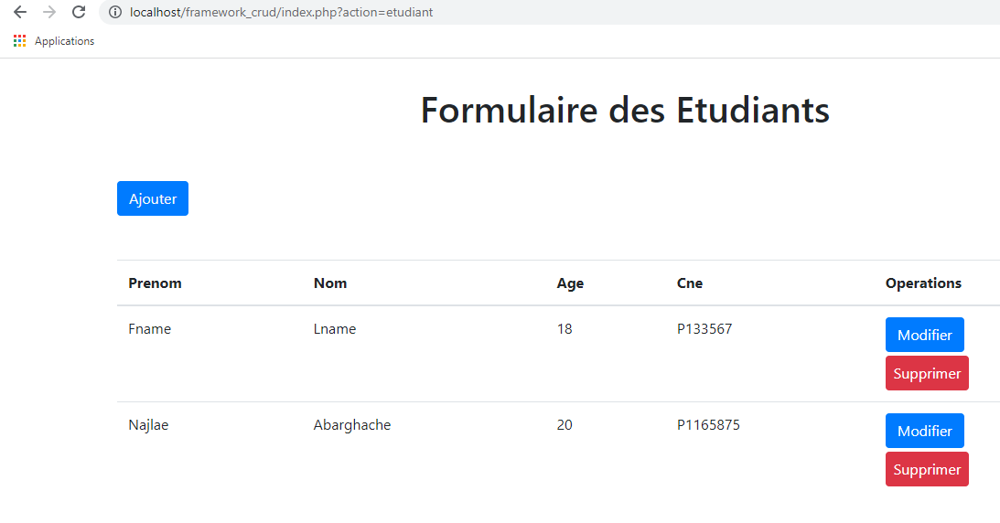 localhost/framework_crud/index.php?action=etudiant
Applications
Formulaire des Etudiants
Ajouter
Prenom Nom Age Cne Operations
Fname Lname 18 P133567 Modifier
Supprimer
Najlae Abarghache 20 P1165875 Modifier
Supprimer